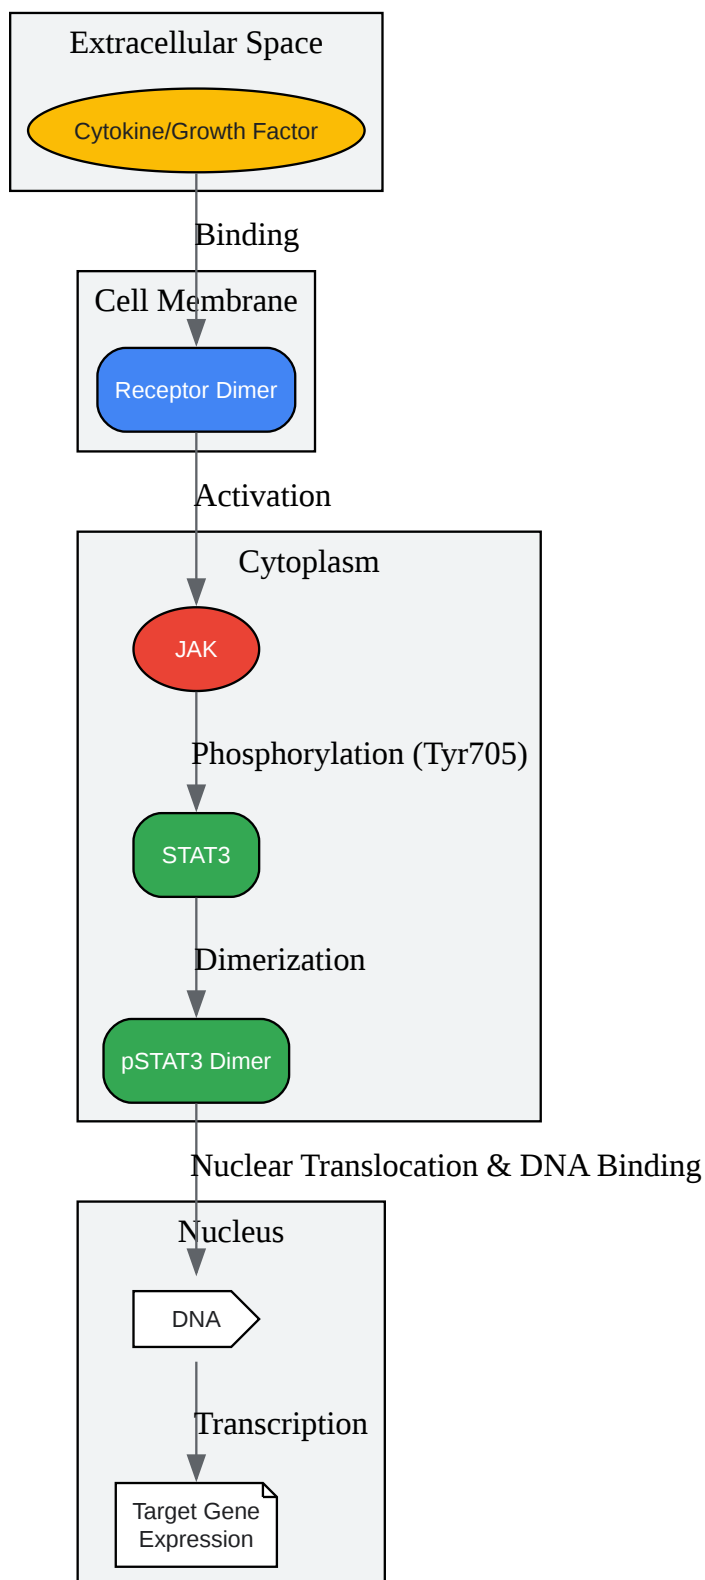 Extracellular Space
Cytokine/Growth Factor
Binding
Cell Membrane
Receptor Dimer
Activation
Cytoplasm
JAK
Phosphorylation (Tyr705)
STAT3
Dimerization
pSTAT3 Dimer
Nuclear Translocation & DNA Binding
Nucleus
DNA
Transcription
Target Gene
Expression